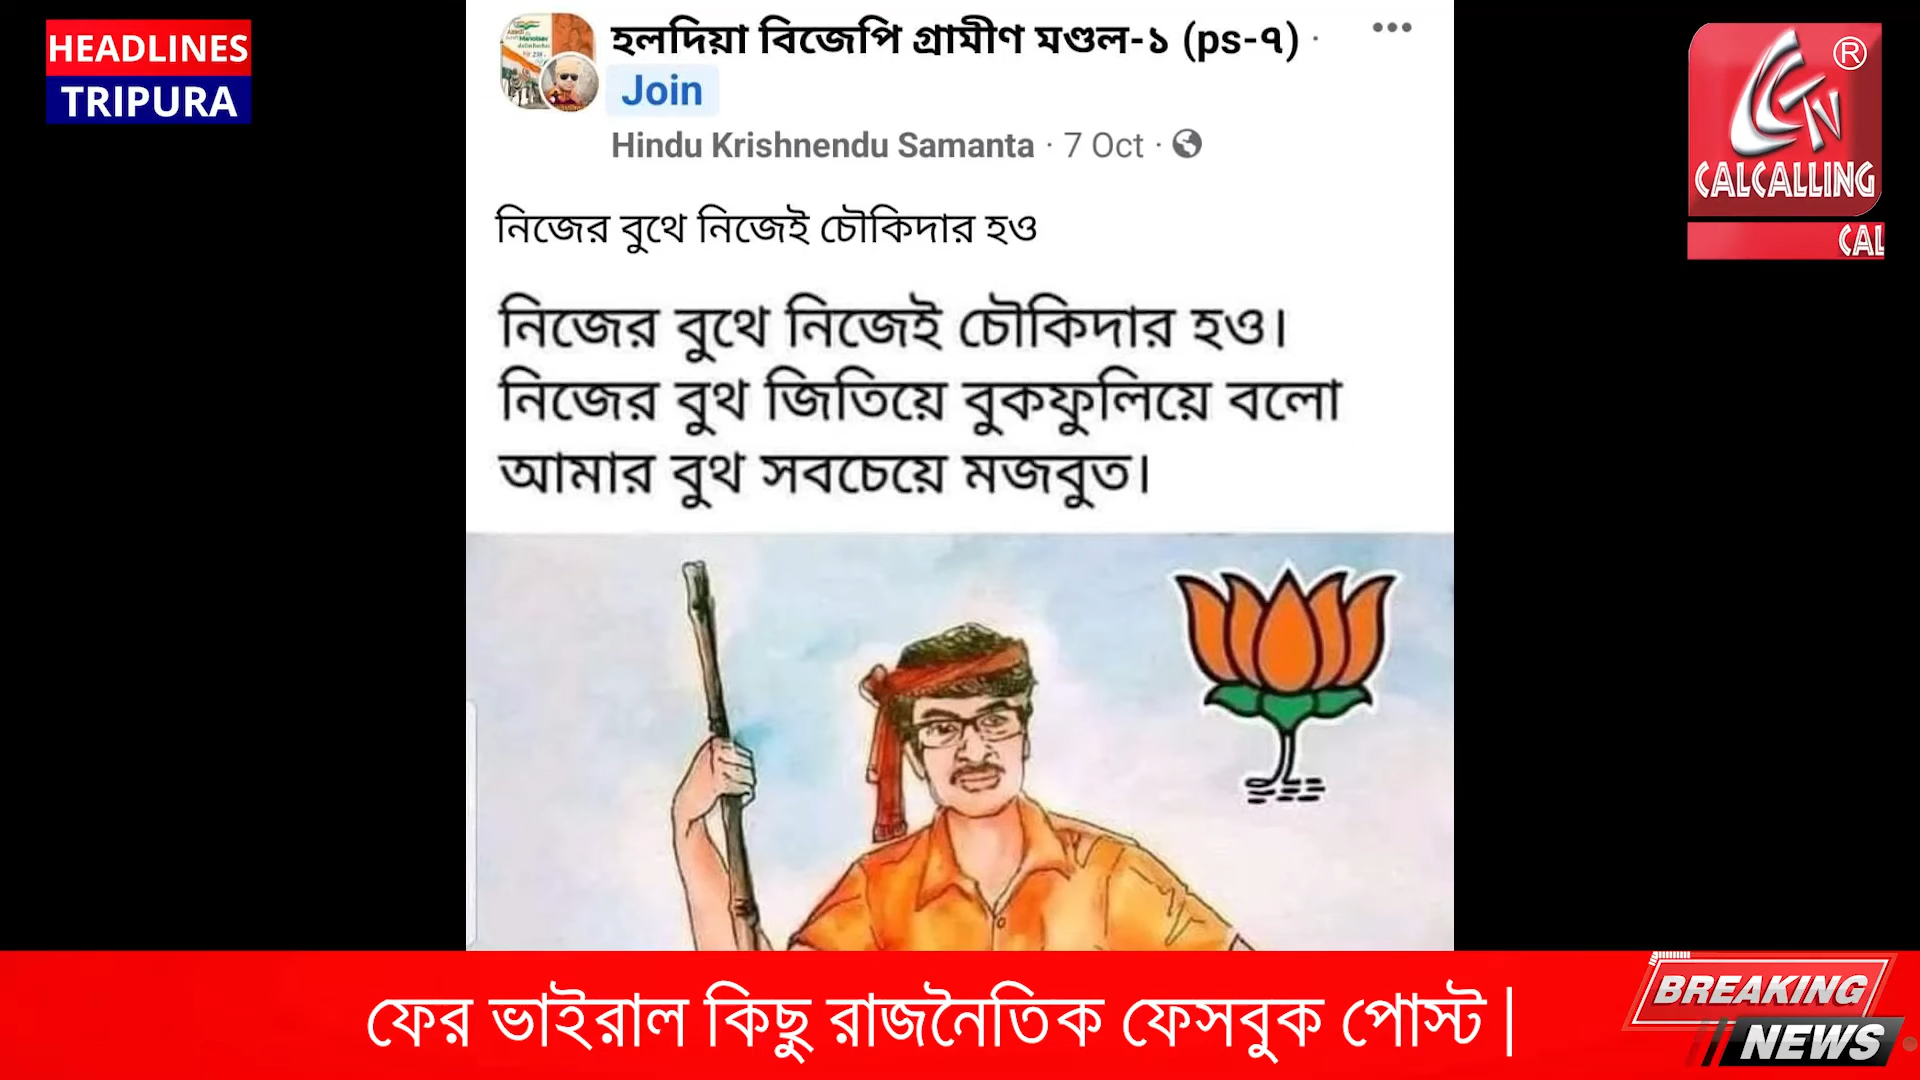 HEADLINES
TRIPURA
হলদিয়া বিজেপি গ্রামীণ মণ্ডল-১ (ps-৭) ·
Join
Hindu Krishnendu Samanta · 7 Oct ·
নিজের বুথে নিজেই চৌকিদার হও
নিজের বুথে নিজেই চৌকিদার হও।
নিজের বুথ জিতিয়ে বুকফুলিয়ে বলো
আমার বুথ সবচেয়ে মজবুত।
CTV
®
CALCALLING
CAL
ফের ভাইরাল কিছু রাজনৈতিক ফেসবুক পোস্ট |
BREAKING
NEWS